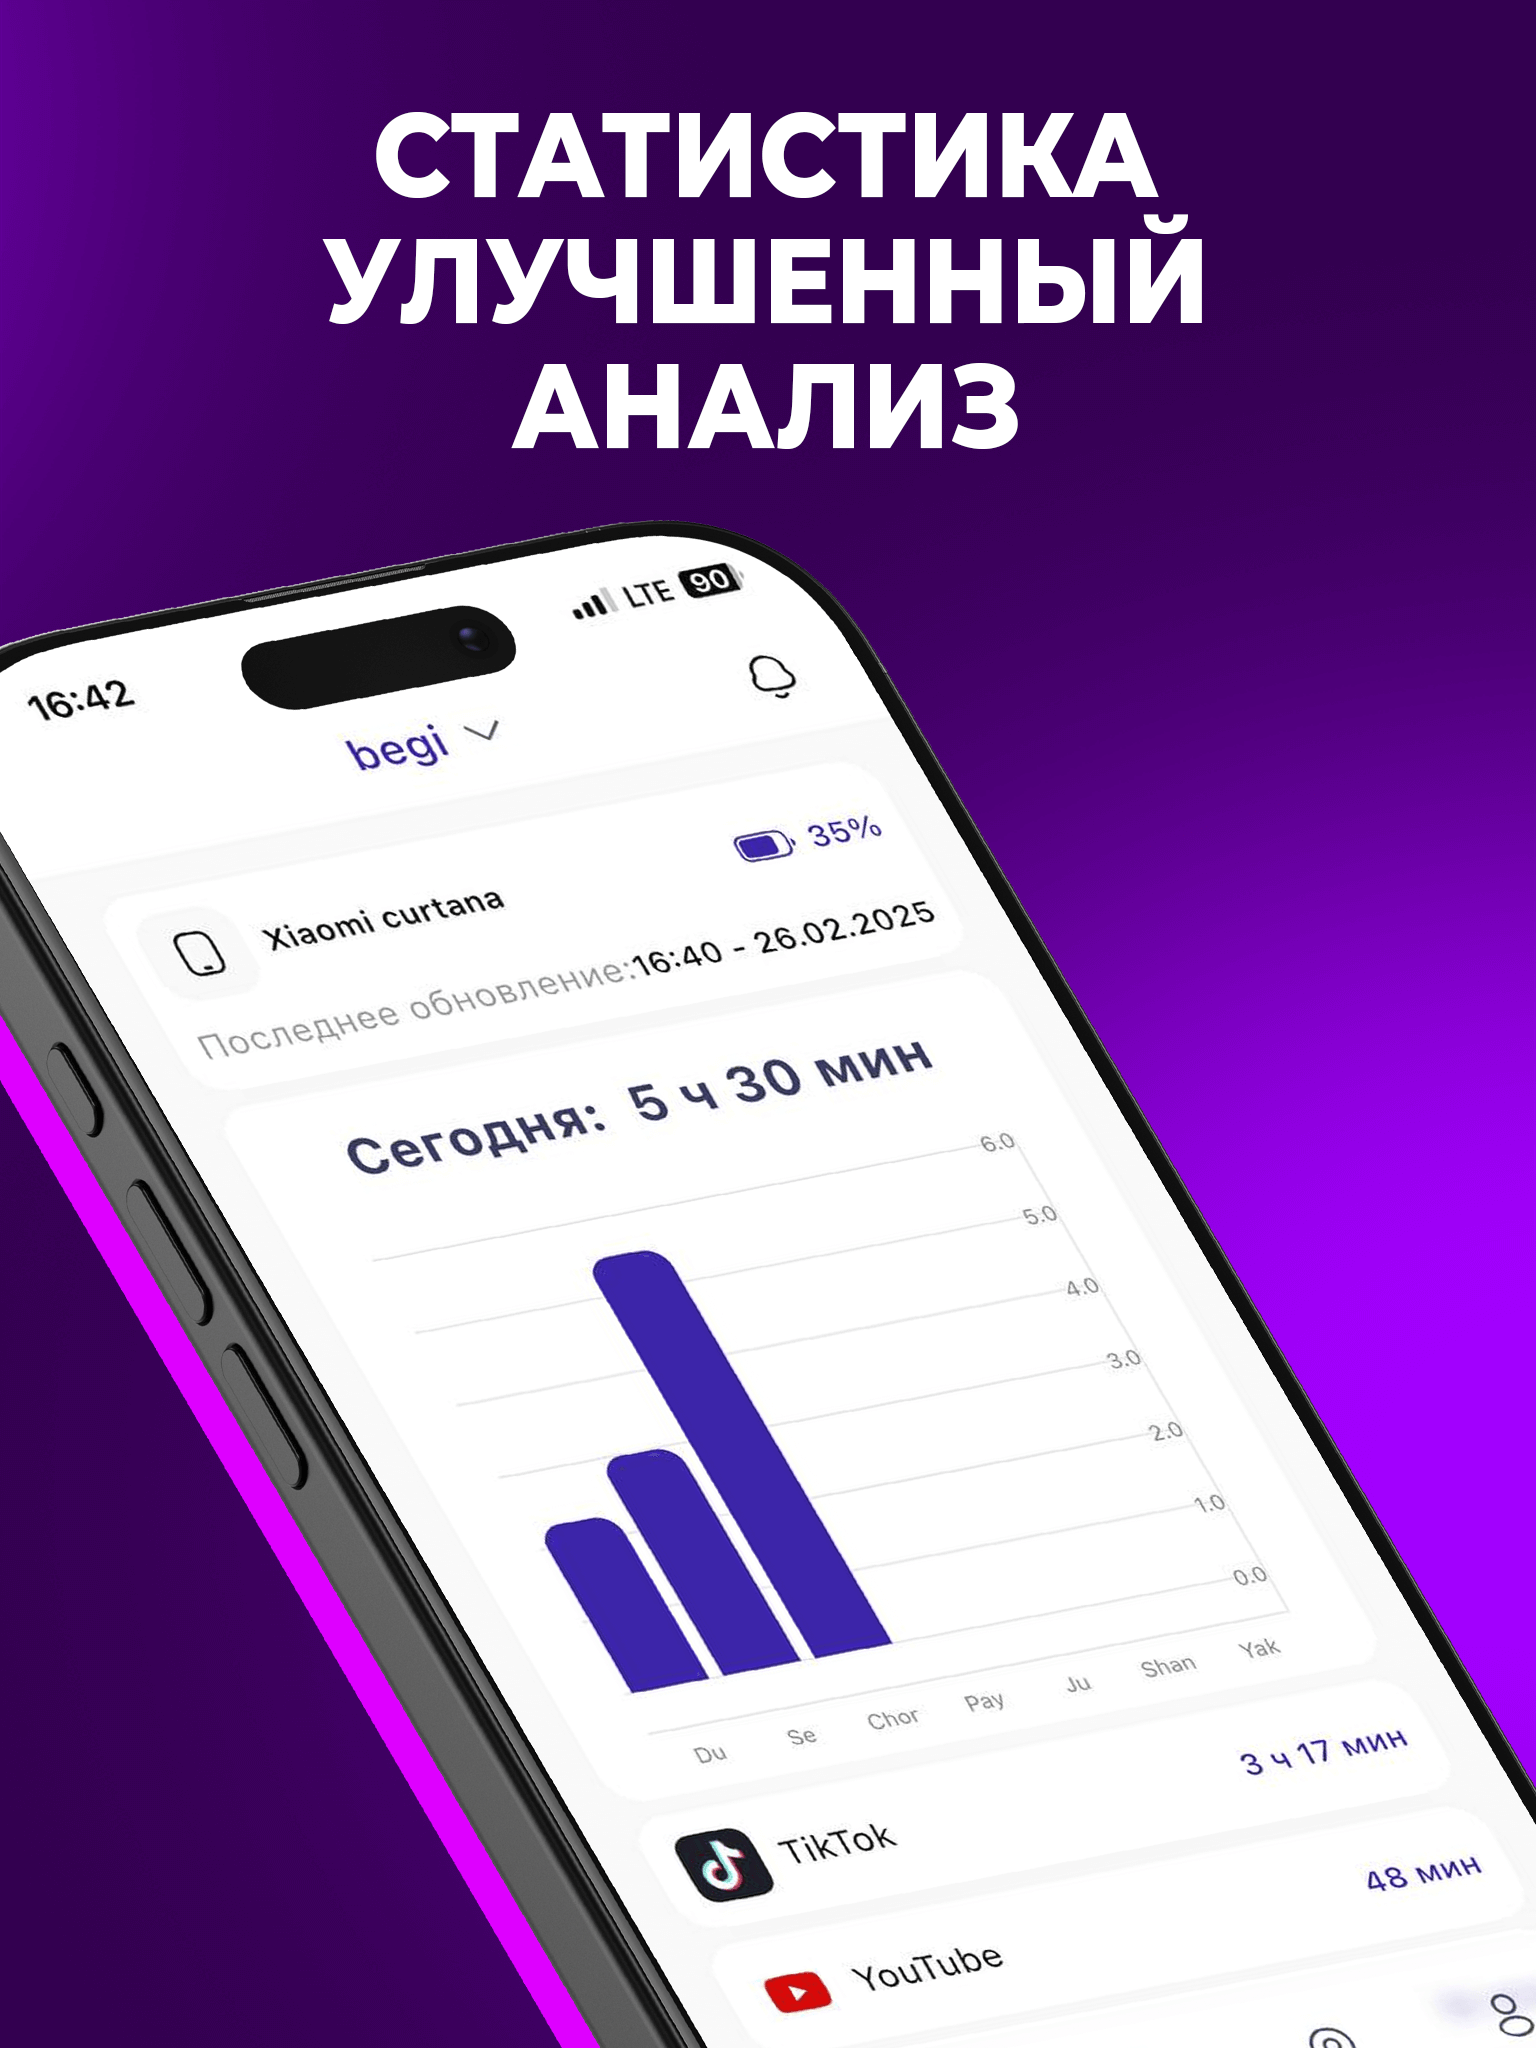 СТАТИСТИКА
УЛУЧШЕННЫЙ
АНАЛИЗ
16:42
LTE 90
begi
Xiaomi curtana
35%
Последнее обновление:16:40 - 26.02.2025
Сегодня: 5 ч 30 мин
6.0
5.0
4.0
3.0
2.0
1.0
0.0
Du Se Chor Pay Ju Shan Yak
TikTok 3 ч 17 мин
YouTube 48 мин